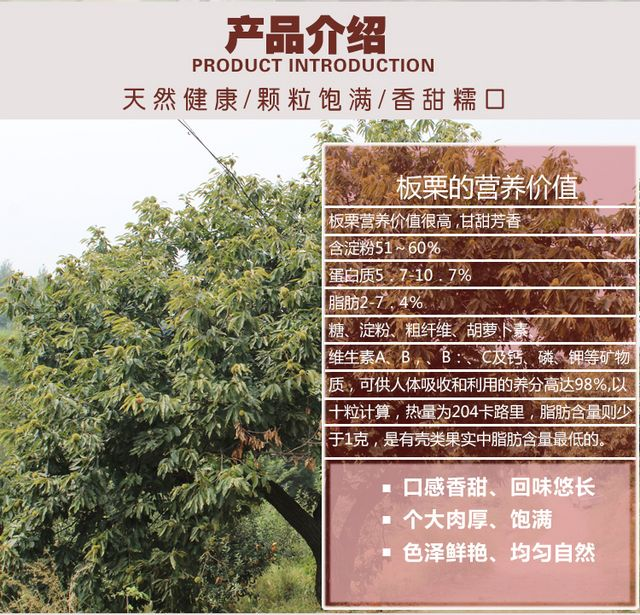 产品介绍
PRODUCT INTRODUCTION
天然健康/颗粒饱满/香甜糯口
板栗的营养价值
板栗营养价值很高,甘甜芳香
含淀粉51~60%
蛋白质5.7-10.7%
脂肪2-7.4%
糖、淀粉、粗纤维、胡萝卜素
维生素A、B,、B:、C及钙、磷、钾等矿物
质，可供人体吸收和利用的养分高达98%,以
十粒计算，热量为204卡路里，脂肪含量则少
于1克，是有壳类果实中脂肪含量最低的。
▪ 口感香甜、回味悠长
▪ 个大肉厚、饱满
▪ 色泽鲜艳、均匀自然